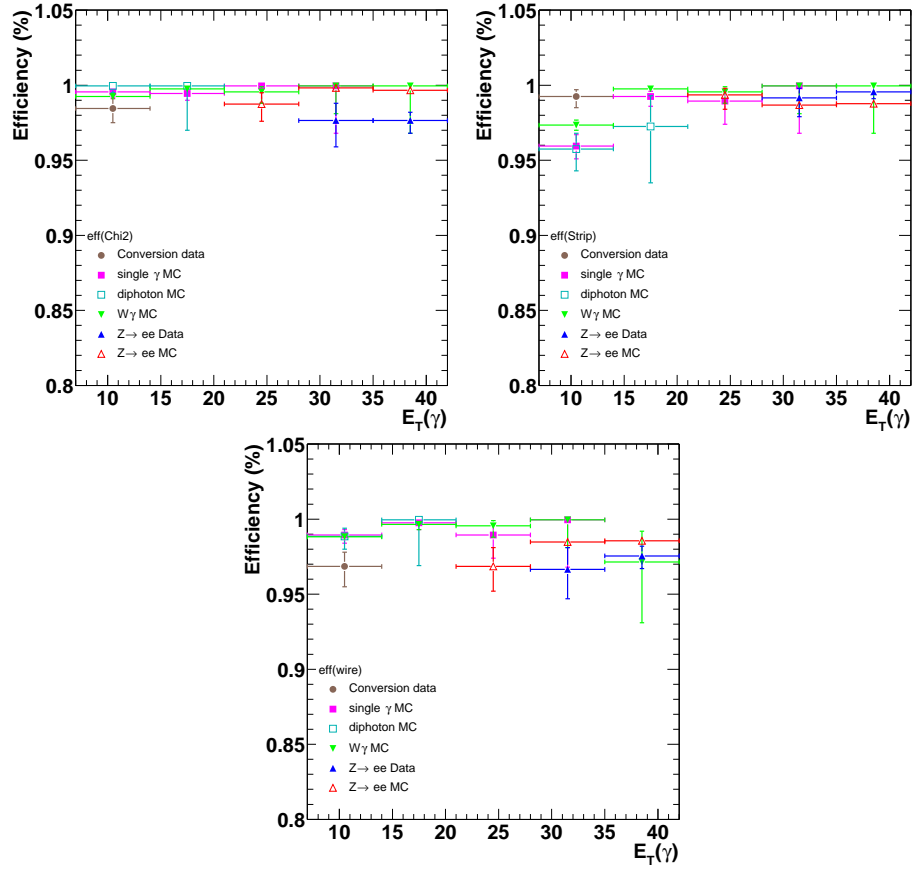 Efficiency (%)
1.05
1
0.95
0.9
0.85
0.8
eff(Chi2)
Conversion data
single γ MC
diphoton MC
Wγ MC
Z→ ee Data
Z→ ee MC
10 15 20 25 30 35 40
E_T(γ)
Efficiency (%)
1.05
1
0.95
0.9
0.85
0.8
eff(Strip)
Conversion data
single γ MC
diphoton MC
Wγ MC
Z→ ee Data
Z→ ee MC
10 15 20 25 30 35 40
E_T(γ)
Efficiency (%)
1.05
1
0.95
0.9
0.85
0.8
eff(wire)
Conversion data
single γ MC
diphoton MC
Wγ MC
Z→ ee Data
Z→ ee MC
10 15 20 25 30 35 40
E_T(γ)